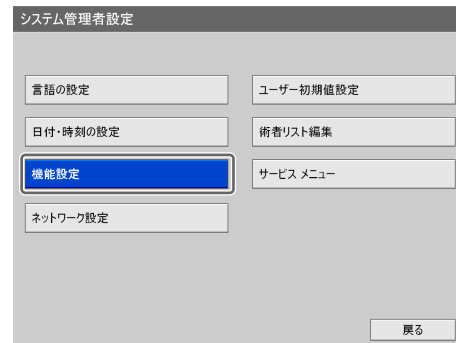 システム管理者設定
言語の設定
ユーザー初期値設定
日付・時刻の設定
術者リスト編集
機能設定
サービス メニュー
ネットワーク設定
戻る